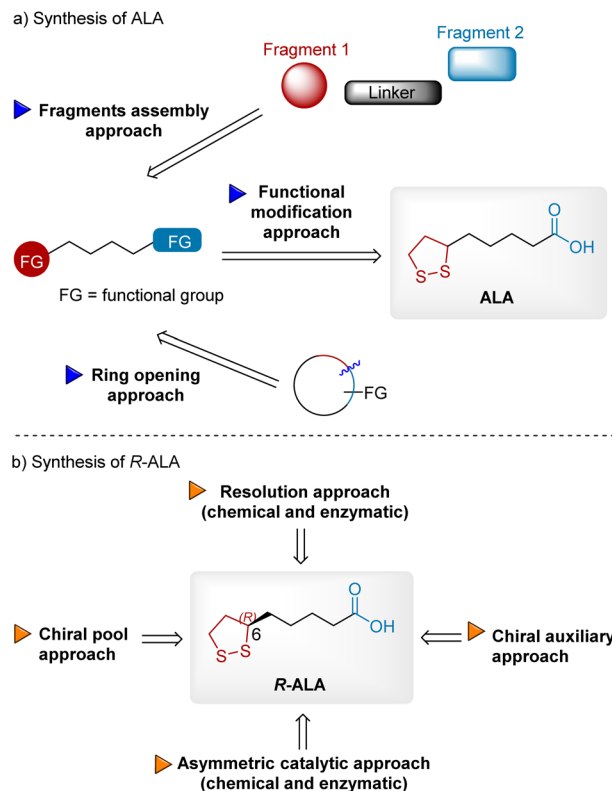 a) Synthesis of ALA
Fragment 1
Fragment 2
Linker
Fragments assembly
approach
Functional
modification
approach
FG
FG
FG = functional group
O
OH
S
S
ALA
Ring opening
approach
FG
b) Synthesis of R-ALA
Resolution approach
(chemical and enzymatic)
Chiral pool
approach
(R)
6
O
OH
S
S
R-ALA
Chiral auxiliary
approach
Asymmetric catalytic approach
(chemical and enzymatic)